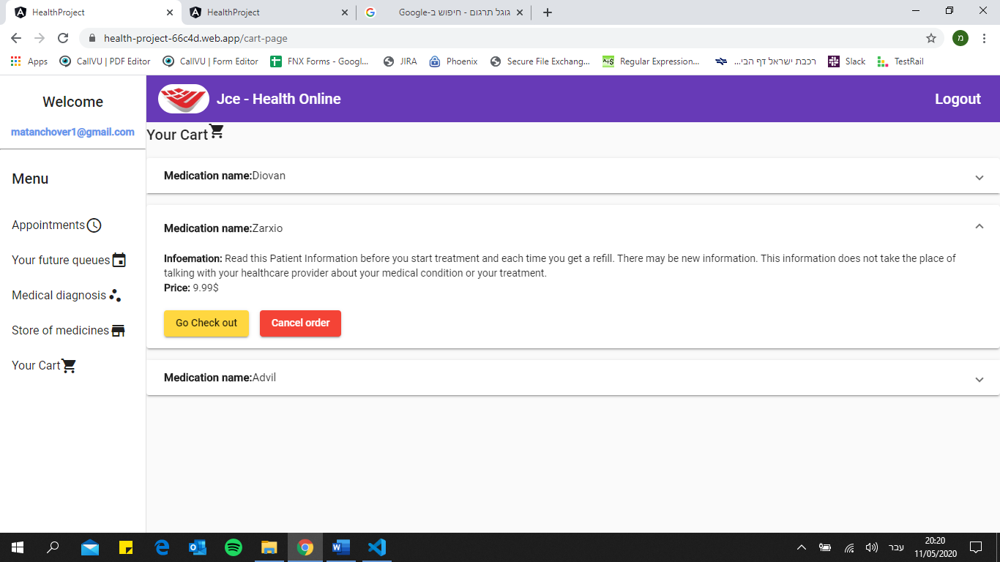 HealthProject
HealthProject
גוגל תרגום - חיפוש ב-Google
health-project-66c4d.web.app/cart-page
מ
Apps
CallVU | PDF Editor
CallVU | Form Editor
FNX Forms - Googl...
JIRA
Phoenix
Secure File Exchang...
Regular Expression...
רכבת ישראל דף הבי...
Slack
TestRail
Welcome
matanchover1@gmail.com
Menu
Appointments
Your future queues
Medical diagnosis
Store of medicines
Your Cart
Jce - Health Online
Logout
Your Cart
Medication name:Diovan
Medication name:Zarxio
Infoemation: Read this Patient Information before you start treatment and each time you get a refill. There may be new information. This information does not take the place of
talking with your healthcare provider about your medical condition or your treatment.
Price: 9.99$
Go Check out
Cancel order
Medication name:Advil
עבר
20:20
11/05/2020